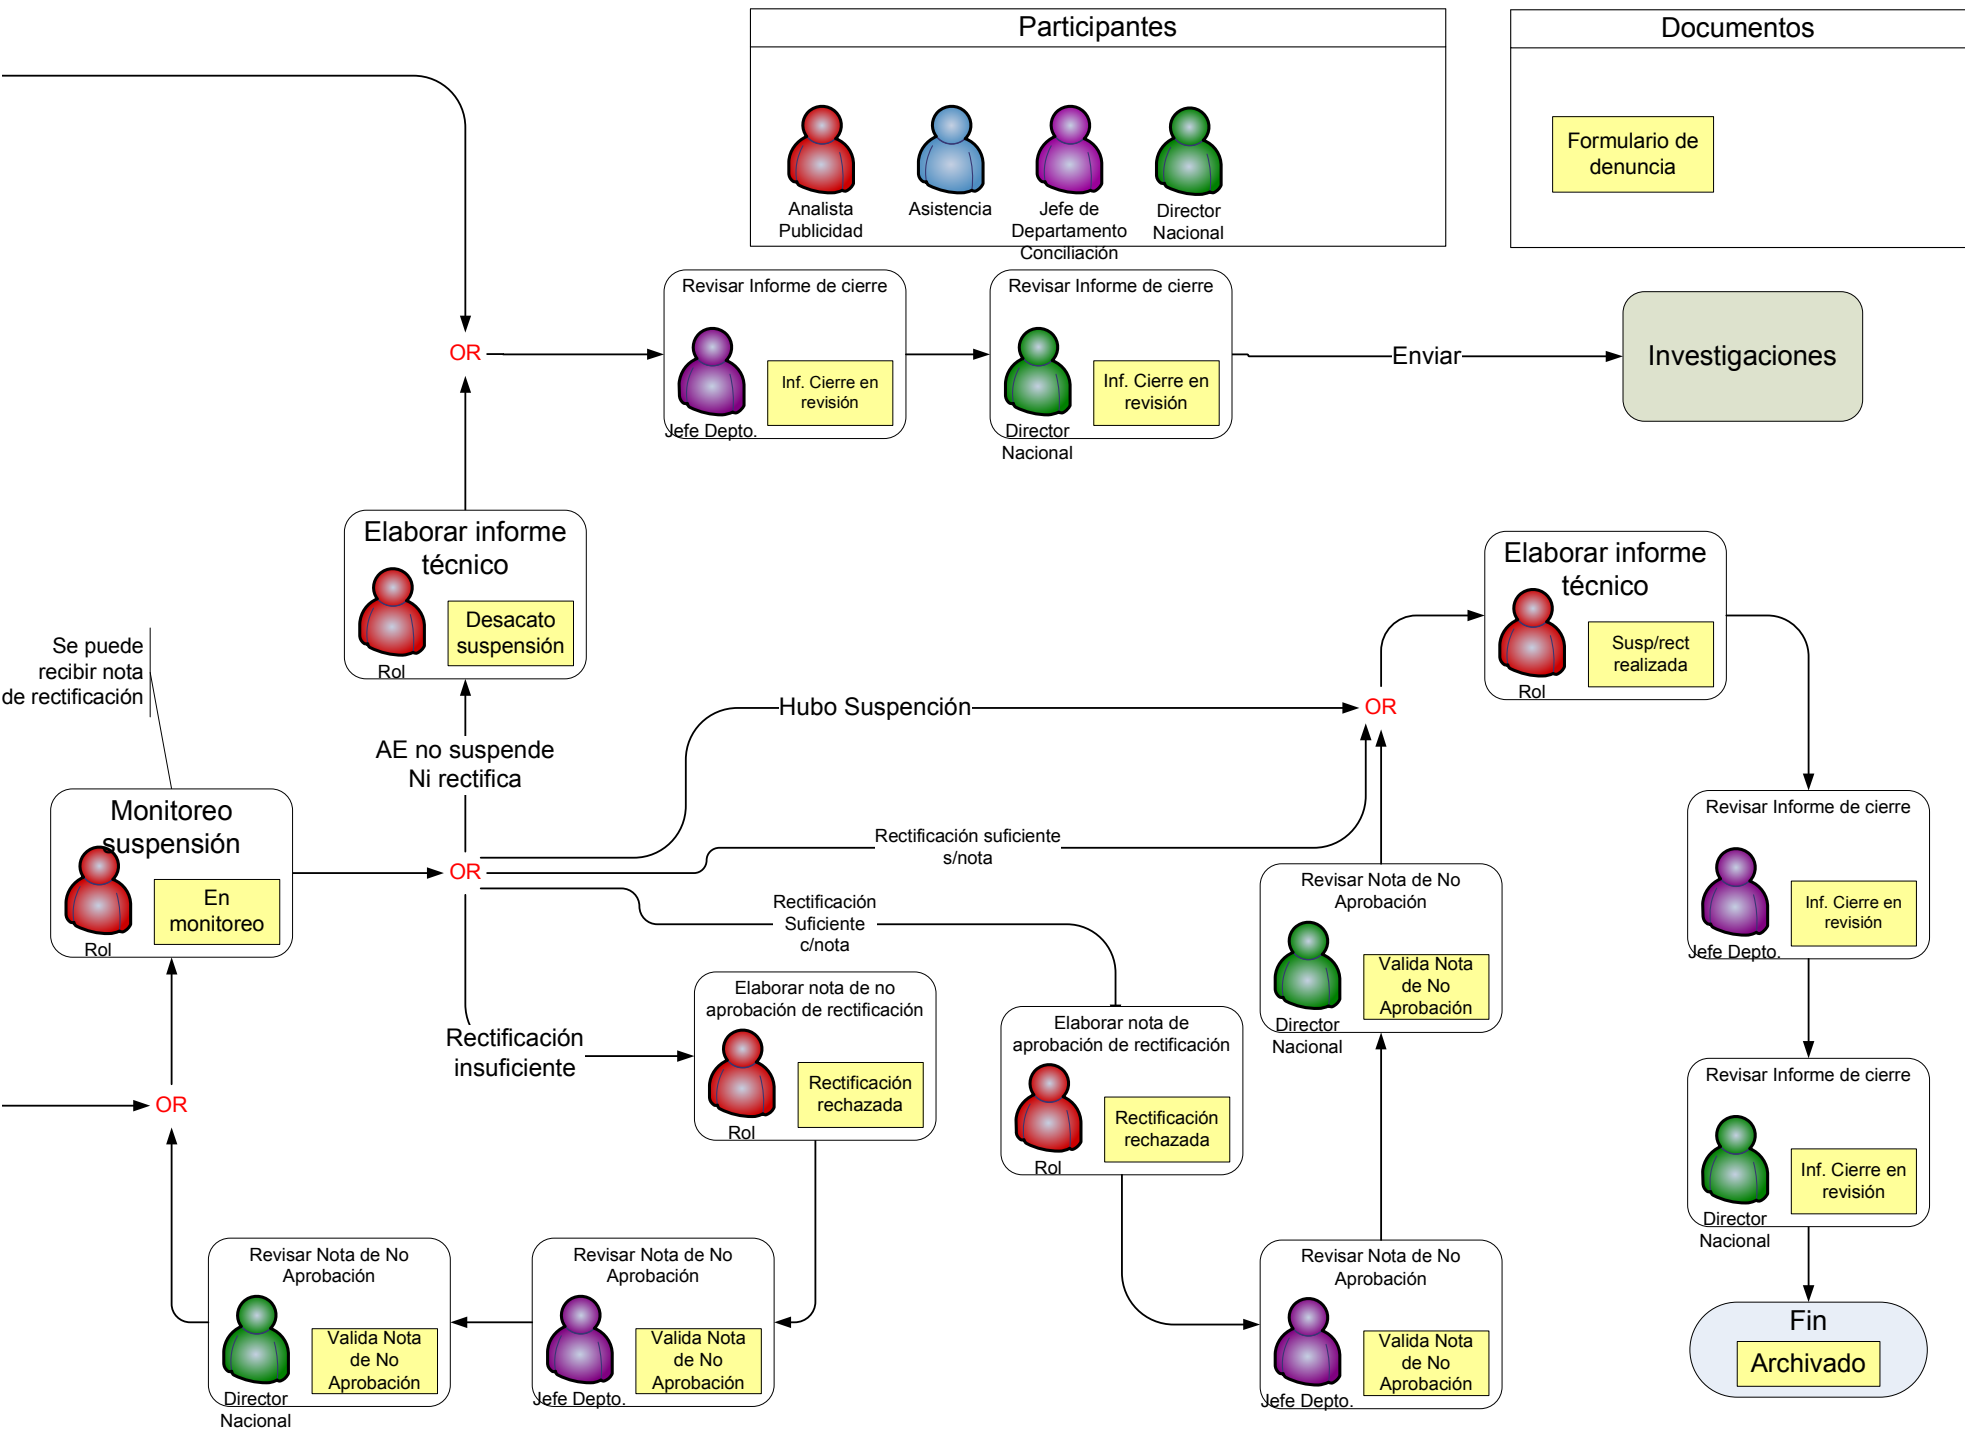 Participantes
Documentos
Formulario de
denuncia
Analista
Publicidad
Asistencia
Jefe de
Departamento
Conciliación
Director
Nacional
Revisar Informe de cierre
Inf. Cierre en
revisión
Jefe Depto.
Revisar Informe de cierre
Inf. Cierre en
revisión
Director
Nacional
OR
Enviar
Investigaciones
Elaborar informe
técnico
Desacato
suspensión
Rol
Elaborar informe
técnico
Susp/rect
realizada
Rol
Se puede
recibir nota
de rectificación
AE no suspende
Ni rectifica
Hubo Suspención
OR
Monitoreo
suspensión
En
monitoreo
Rol
OR
Rectificación suficiente
s/nota
Rectificación
Suficiente
c/nota
Revisar Informe de cierre
Inf. Cierre en
revisión
Jefe Depto.
Revisar Nota de No
Aprobación
Valida Nota
de No
Aprobación
Director
Nacional
Rectificación
insuficiente
Elaborar nota de no
aprobación de rectificación
Rectificación
rechazada
Rol
Elaborar nota de
aprobación de rectificación
Rectificación
rechazada
Rol
Revisar Informe de cierre
Inf. Cierre en
revisión
Director
Nacional
OR
Revisar Nota de No
Aprobación
Valida Nota
de No
Aprobación
Director
Nacional
Revisar Nota de No
Aprobación
Valida Nota
de No
Aprobación
Jefe Depto.
Revisar Nota de No
Aprobación
Valida Nota
de No
Aprobación
Jefe Depto.
Fin
Archivado